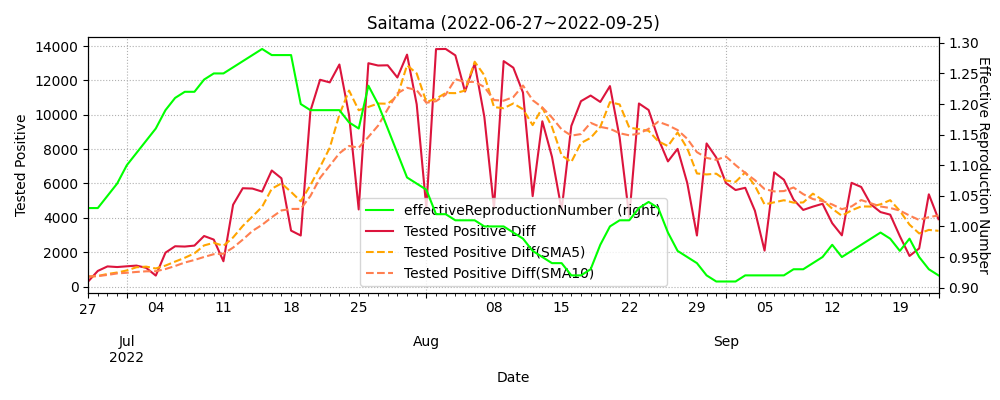 Saitama (2022-06-27~2022-09-25)
14000
12000
10000
8000
6000
4000
2000
0
Tested Positive
1.30
1.25
1.20
1.15
1.10
1.05
1.00
0.95
0.90
Effective Reproduction Number
effectiveReproductionNumber (right)
Tested Positive Diff
Tested Positive Diff(SMA5)
Tested Positive Diff(SMA10)
27 04 11 18 25 08 15 22 29 05 12 19
Jul Aug Sep
2022
Date